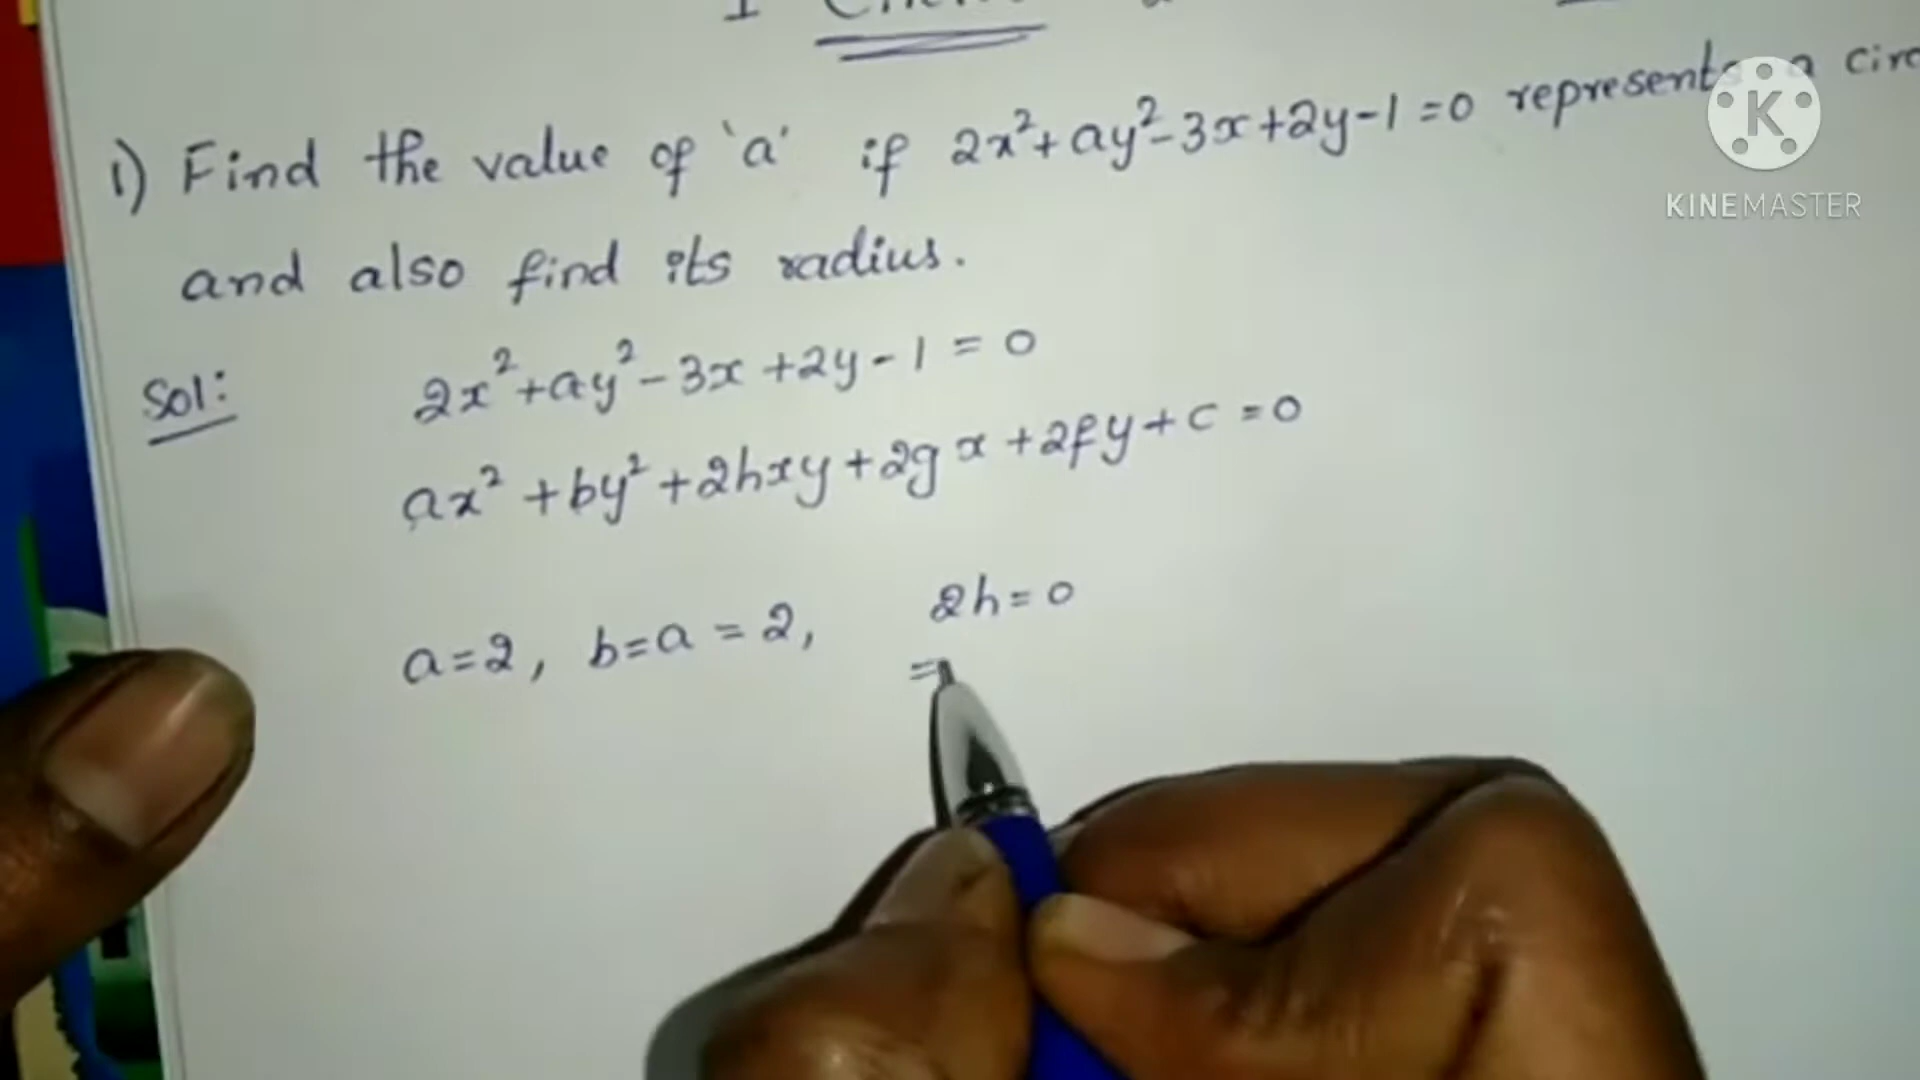 1) Find the value of 'a' if 2x²+ay²-3x+2y-1=0 represents a
and also find its radius.
Sol: 2x²+ay²-3x+2y-1=0
ax²+by²+2hxy+2gx+2fy+c=0
a=2, b=a=2, 2h=0
=
K
KINEMASTER